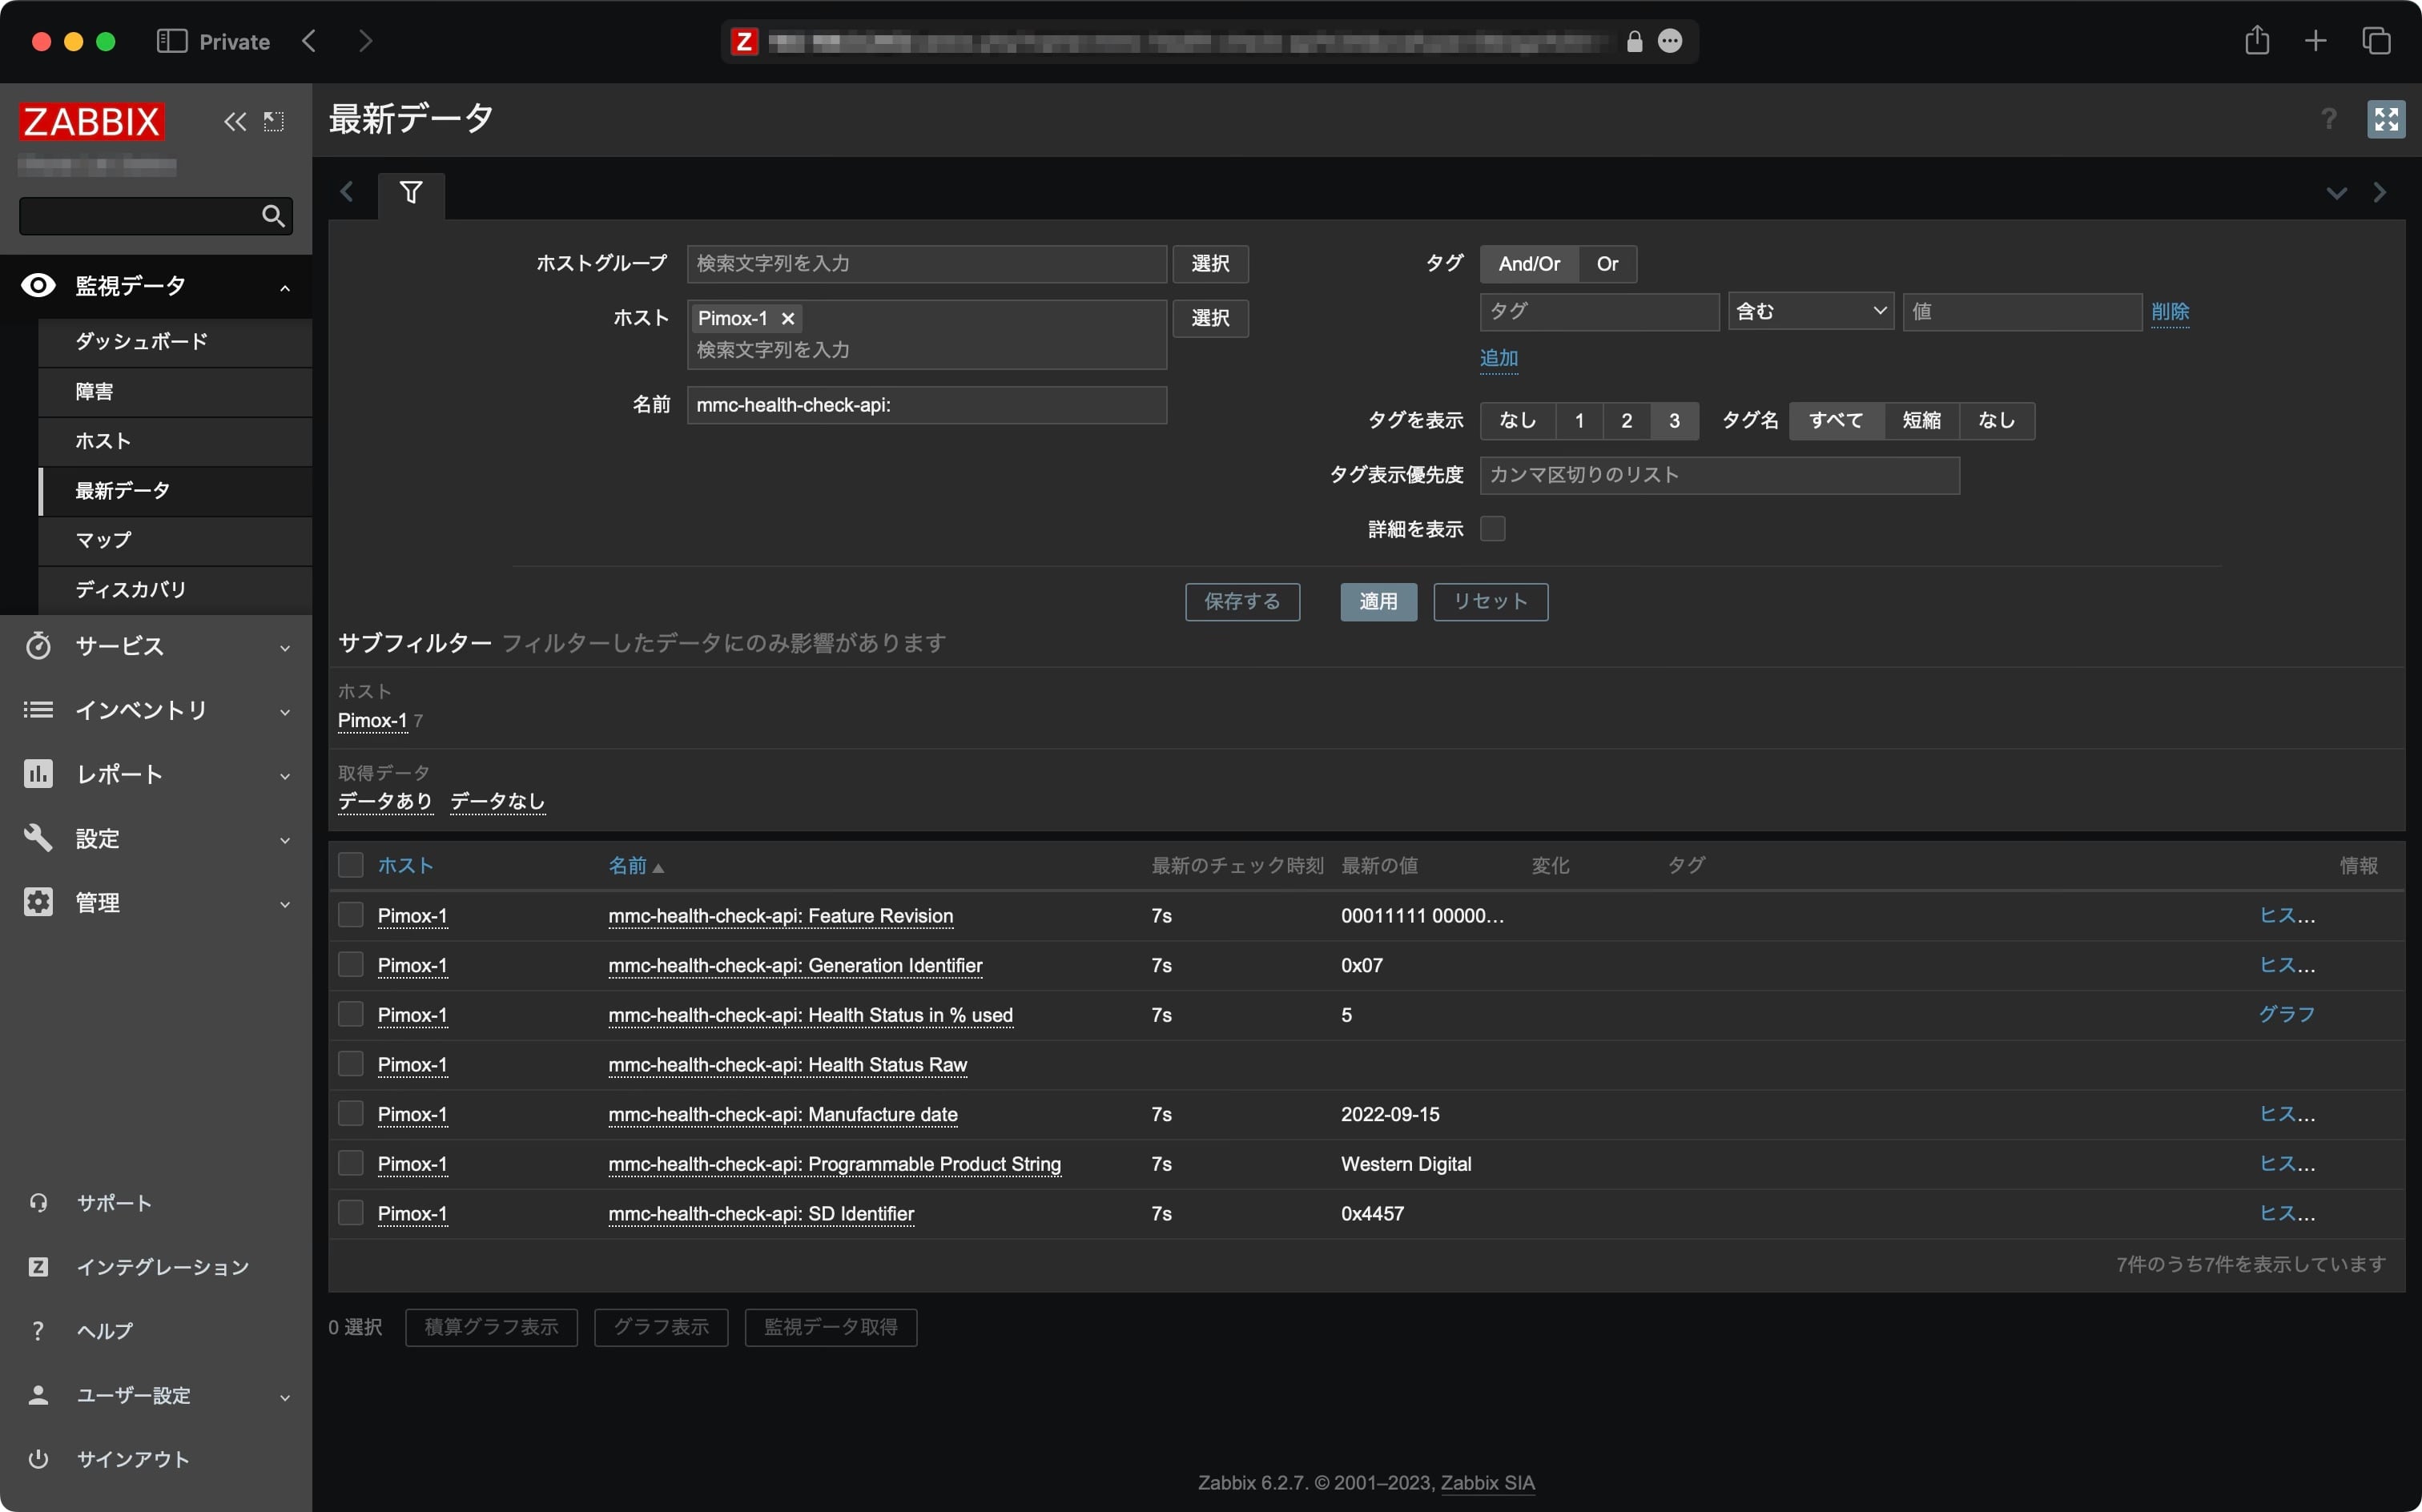 Private
ZABBIX
最新データ
?
監視データ
ダッシュボード
障害
ホスト
最新データ
マップ
ディスカバリ
サービス
インベントリ
レポート
設定
管理
サポート
インテグレーション
ヘルプ
ユーザー設定
サインアウト
ホストグループ 検索文字列を入力 選択
ホスト Pimox-1 選択
検索文字列を入力
名前 mmc-health-check-api:
タグ And/Or Or
タグ 含む 値 削除
追加
タグを表示 なし 1 2 3 タグ名 すべて 短縮 なし
タグ表示優先度 カンマ区切りのリスト
詳細を表示
保存する 適用 リセット
サブフィルター フィルターしたデータにのみ影響があります
ホスト
Pimox-1 7
取得データ
データあり データなし
ホスト 名前 最新のチェック時刻 最新の値 変化 タグ 情報
Pimox-1 mmc-health-check-api: Feature Revision 7s 00011111 00000... ヒス...
Pimox-1 mmc-health-check-api: Generation Identifier 7s 0x07 ヒス...
Pimox-1 mmc-health-check-api: Health Status in % used 7s 5 グラフ
Pimox-1 mmc-health-check-api: Health Status Raw
Pimox-1 mmc-health-check-api: Manufacture date 7s 2022-09-15 ヒス...
Pimox-1 mmc-health-check-api: Programmable Product String 7s Western Digital ヒス...
Pimox-1 mmc-health-check-api: SD Identifier 7s 0x4457 ヒス...
7件のうち7件を表示しています
0 選択 積算グラフ表示 グラフ表示 監視データ取得
Zabbix 6.2.7. © 2001–2023, Zabbix SIA